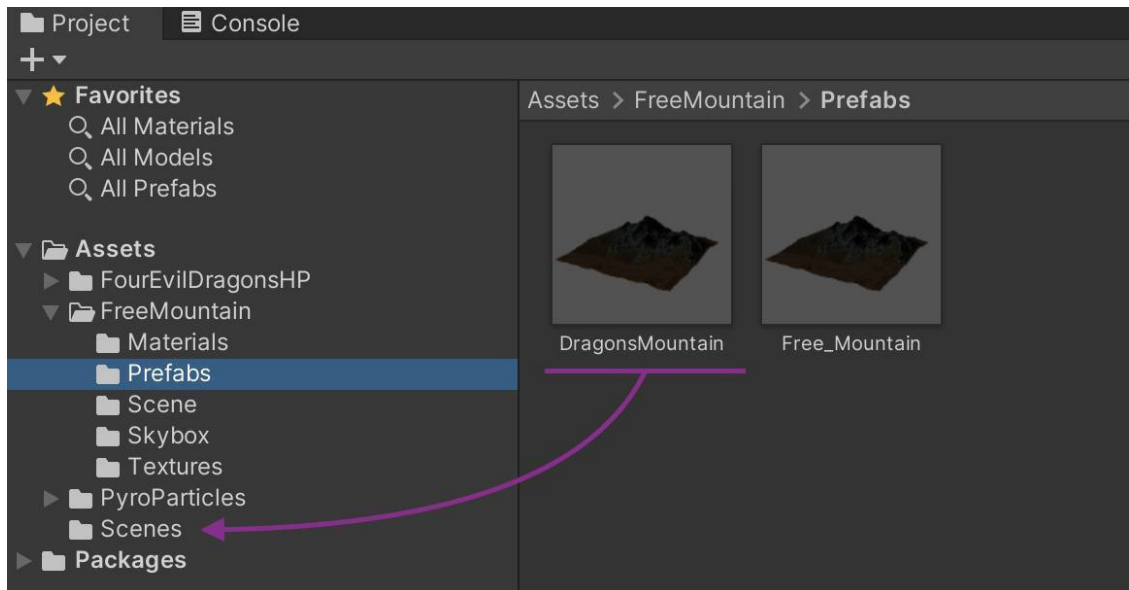 Project
Console
Favorites
All Materials
All Models
All Prefabs
Assets
FourEvilDragonsHP
FreeMountain
Materials
Prefabs
Scene
Skybox
Textures
PyroParticles
Scenes
Packages
Assets > FreeMountain > Prefabs
DragonsMountain
Free_Mountain